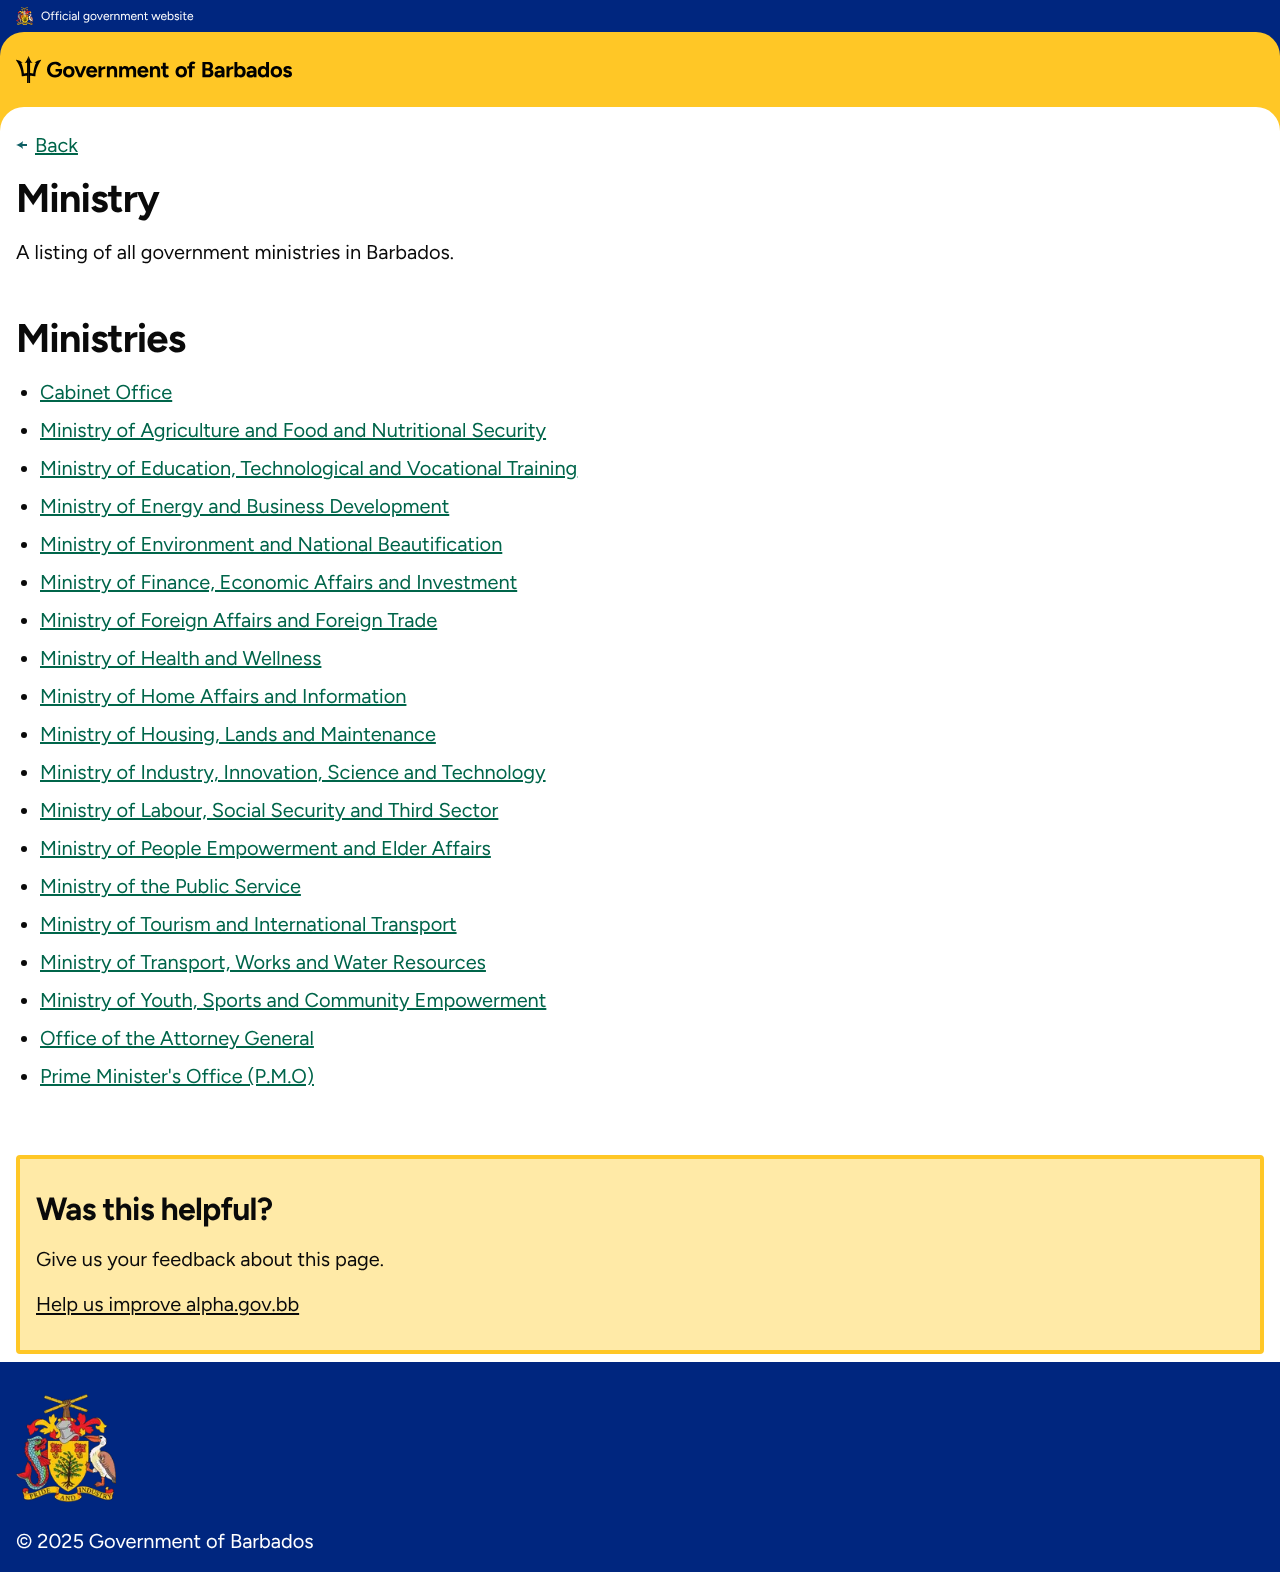 Official government website
Government of Barbados
Back
Ministry
A listing of all government ministries in Barbados.
Ministries
Cabinet Office
Ministry of Agriculture and Food and Nutritional Security
Ministry of Education, Technological and Vocational Training
Ministry of Energy and Business Development
Ministry of Environment and National Beautification
Ministry of Finance, Economic Affairs and Investment
Ministry of Foreign Affairs and Foreign Trade
Ministry of Health and Wellness
Ministry of Home Affairs and Information
Ministry of Housing, Lands and Maintenance
Ministry of Industry, Innovation, Science and Technology
Ministry of Labour, Social Security and Third Sector
Ministry of People Empowerment and Elder Affairs
Ministry of the Public Service
Ministry of Tourism and International Transport
Ministry of Transport, Works and Water Resources
Ministry of Youth, Sports and Community Empowerment
Office of the Attorney General
Prime Minister's Office (P.M.O)
Was this helpful?
Give us your feedback about this page.
Help us improve alpha.gov.bb
PRIDE AND INDUSTRY
© 2025 Government of Barbados